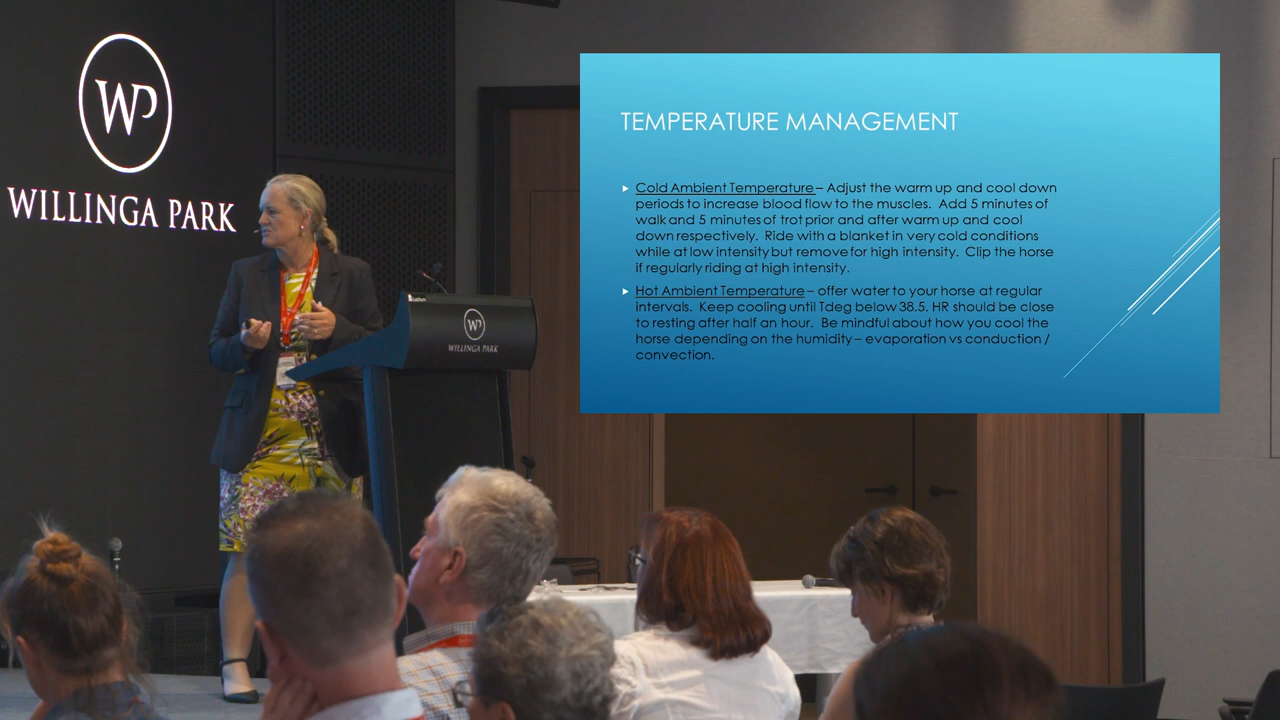 WP
WILLINGA PARK
WP
WILLINGA PARK
TEMPERATURE MANAGEMENT
Cold Ambient Temperature – Adjust the warm up and cool down
periods to increase blood flow to the muscles. Add 5 minutes of
walk and 5 minutes of trot prior and after warm up and cool
down respectively. Ride with a blanket in very cold conditions
while at low intensity but remove for high intensity. Clip the horse
if regularly riding at high intensity.
Hot Ambient Temperature – offer water to your horse at regular
intervals. Keep cooling until Tdeg below 38.5. HR should be close
to resting after half an hour. Be mindful about how you cool the
horse depending on the humidity – evaporation vs conduction /
convection.